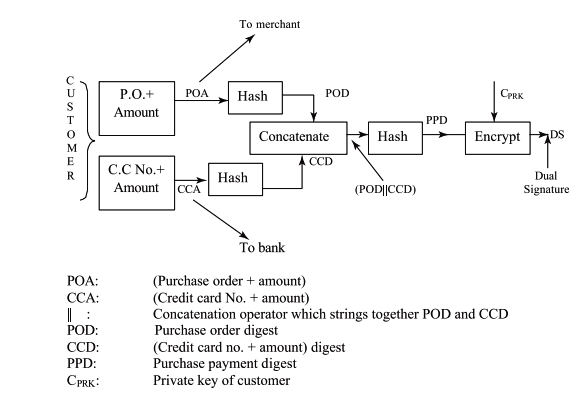 To merchant
CUSTOMER
P.O.+
Amount
POA
Hash
POD
CPRK
Concatenate
Hash
PPD
Encrypt
DS
C.C No.+
Amount
CCA
Hash
CCD
(POD||CCD)
Dual
Signature
To bank
POA: (Purchase order + amount)
CCA: (Credit card No. + amount)
|| : Concatenation operator which strings together POD and CCD
POD: Purchase order digest
CCD: (Credit card no. + amount) digest
PPD: Purchase payment digest
CPRK: Private key of customer